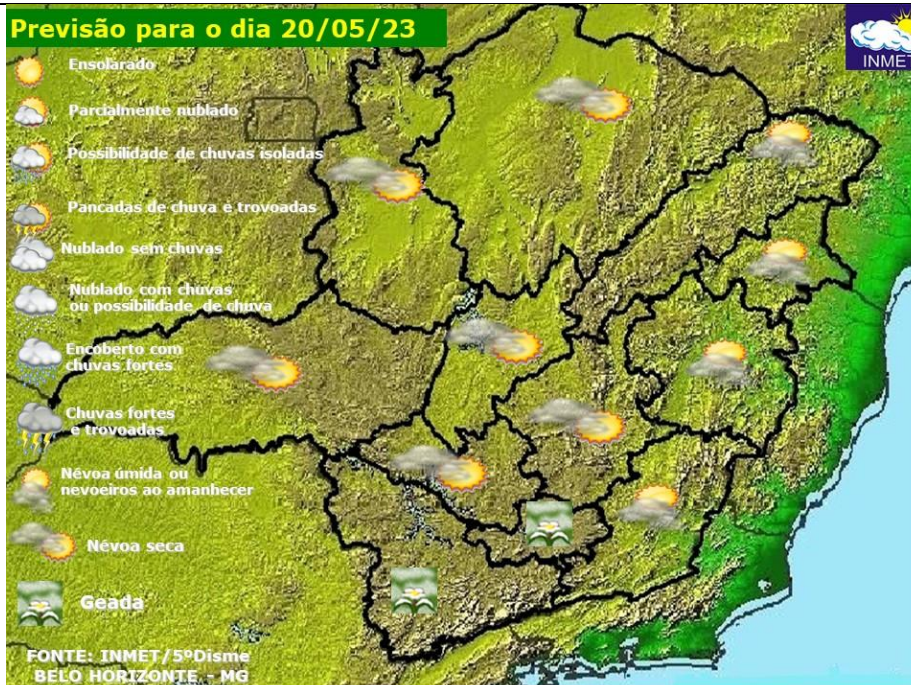 Previsão para o dia 20/05/23
INMET
Ensolarado
Parcialmente nublado
Possibilidade de chuvas isoladas
Pancadas de chuva e trovoadas
Nublado sem chuvas
Nublado com chuvas
ou possibilidade de chuva
Encoberto com
chuvas fortes
Chuvas fortes
e trovoadas
Névoa úmida ou
nevoeiros ao amanhecer
Névoa seca
Geada
FONTE: INMET/5ºDisme
BELO HORIZONTE - MG